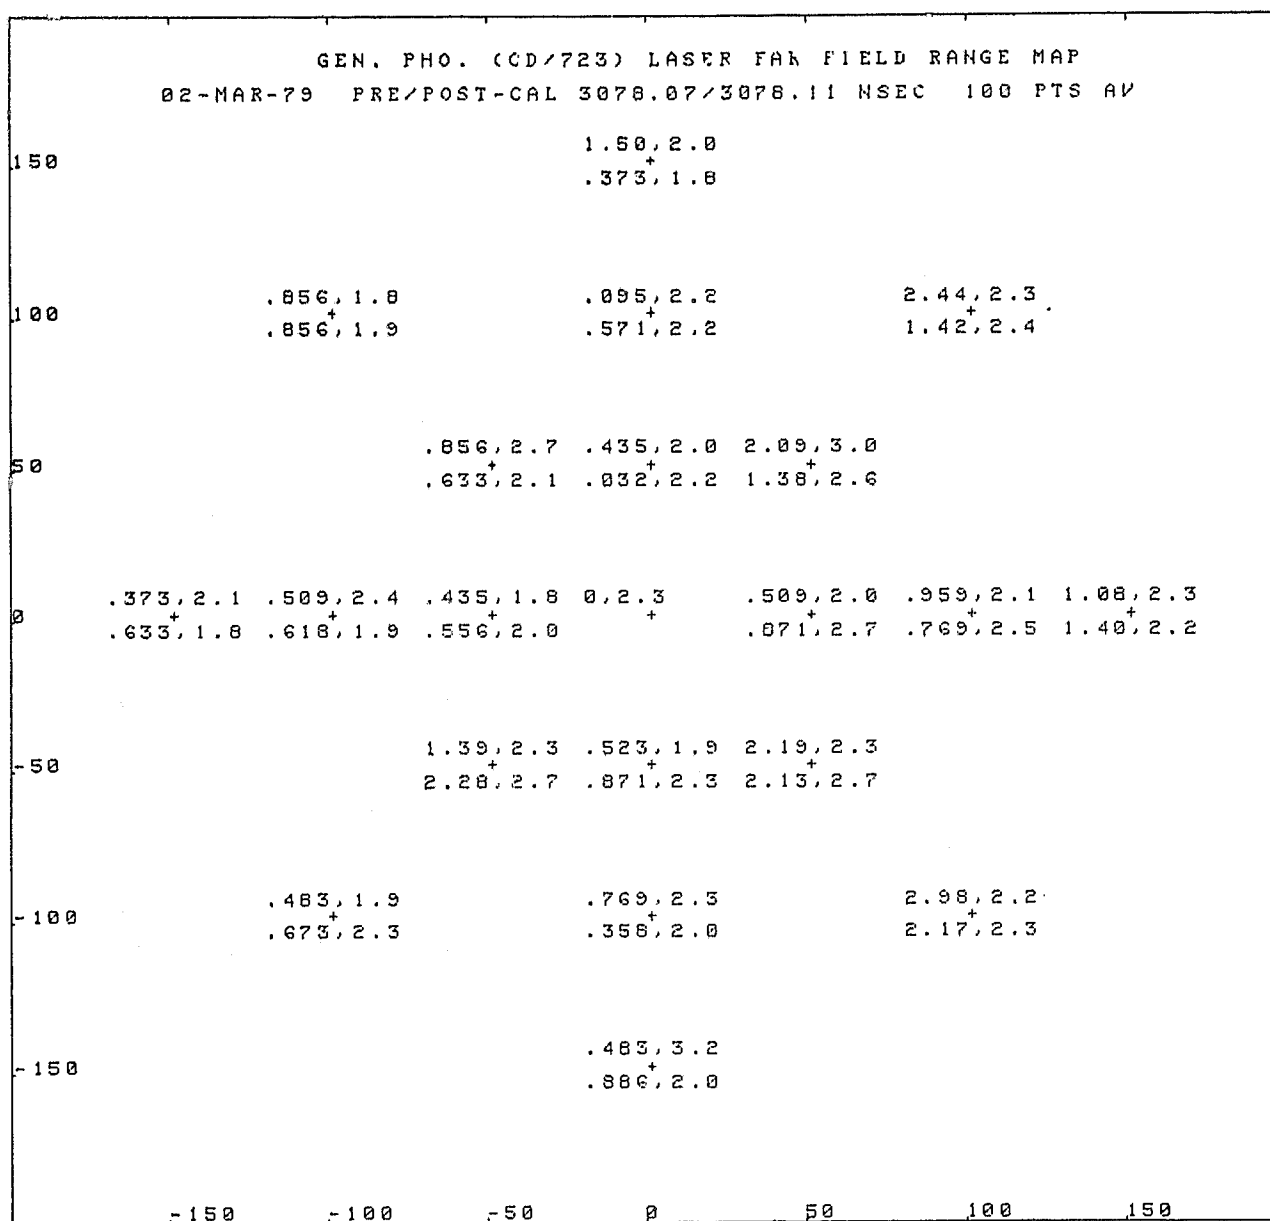 GEN. PHO. (CD/723) LASER FAR FIELD RANGE MAP
02-MAR-79 PRE/POST-CAL 3078.07/3078.11 NSEC 100 PTS AV
1.50,2.0
150
.373,1.8
.856,1.8 .095,2.2 2.44,2.3
100
.856,1.9 .571,2.2 1.42,2.4
.856,2.7 .435,2.0 2.09,3.0
50
.633,2.1 .032,2.2 1.38,2.6
.373,2.1 .509,2.4 .435,1.8 0,2.3 .509,2.0 .959,2.1 1.08,2.3
0
.633,1.8 .618,1.9 .556,2.0 .871,2.7 .769,2.5 1.40,2.2
1.39,2.3 .523,1.9 2.19,2.3
-50
2.28,2.7 .871,2.3 2.13,2.7
.483,1.9 .769,2.3 2.98,2.2
-100
.673,2.3 .358,2.0 2.17,2.3
.483,3.2
-150
.886,2.0
-150 -100 -50 0 50 100 150